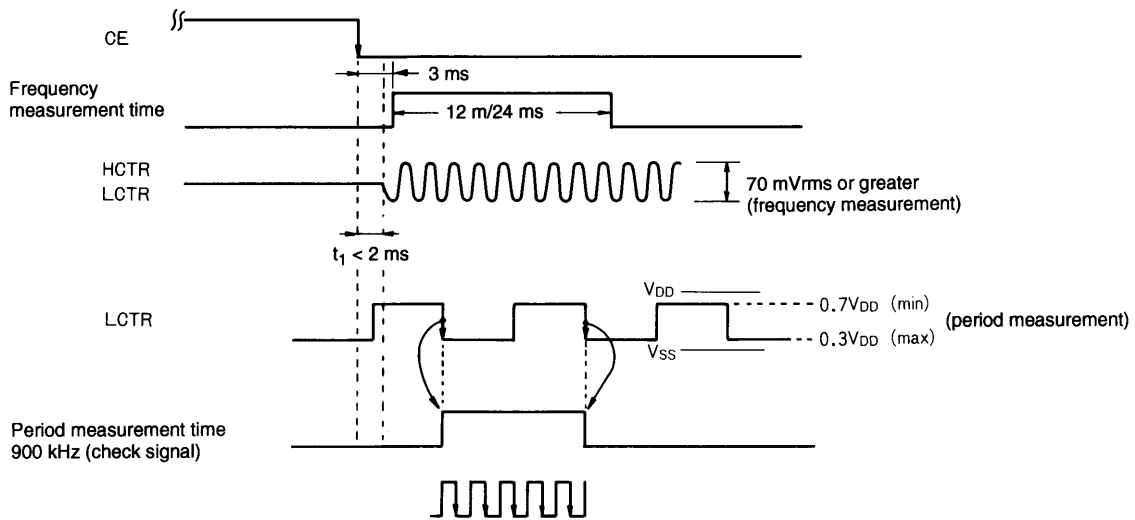 CE
3 ms
Frequency
measurement time
12 m/24 ms
HCTR
LCTR
70 mVrms or greater
(frequency measurement)
t1 < 2 ms
VDD
0.7VDD (min)
LCTR
(period measurement)
0.3VDD (max)
VSS
Period measurement time
900 kHz (check signal)